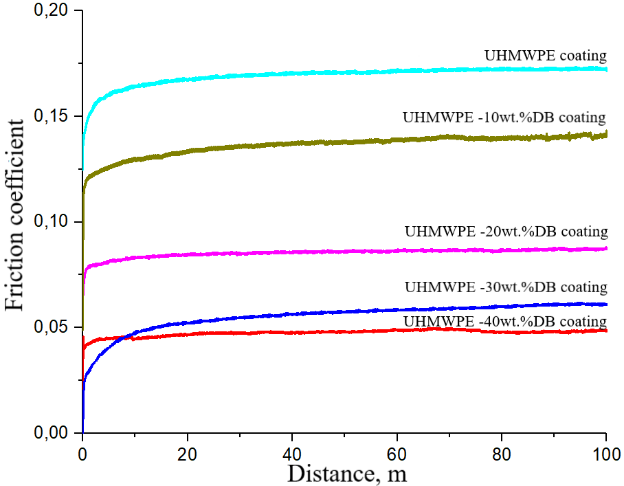 0,20
UHMWPE coating
0,15
UHMWPE -10wt.%DB coating
0,10
UHMWPE -20wt.%DB coating
UHMWPE -30wt.%DB coating
0,05
UHMWPE -40wt.%DB coating
0,00
Friction coefficient
0 20 40 60 80 100
Distance, m